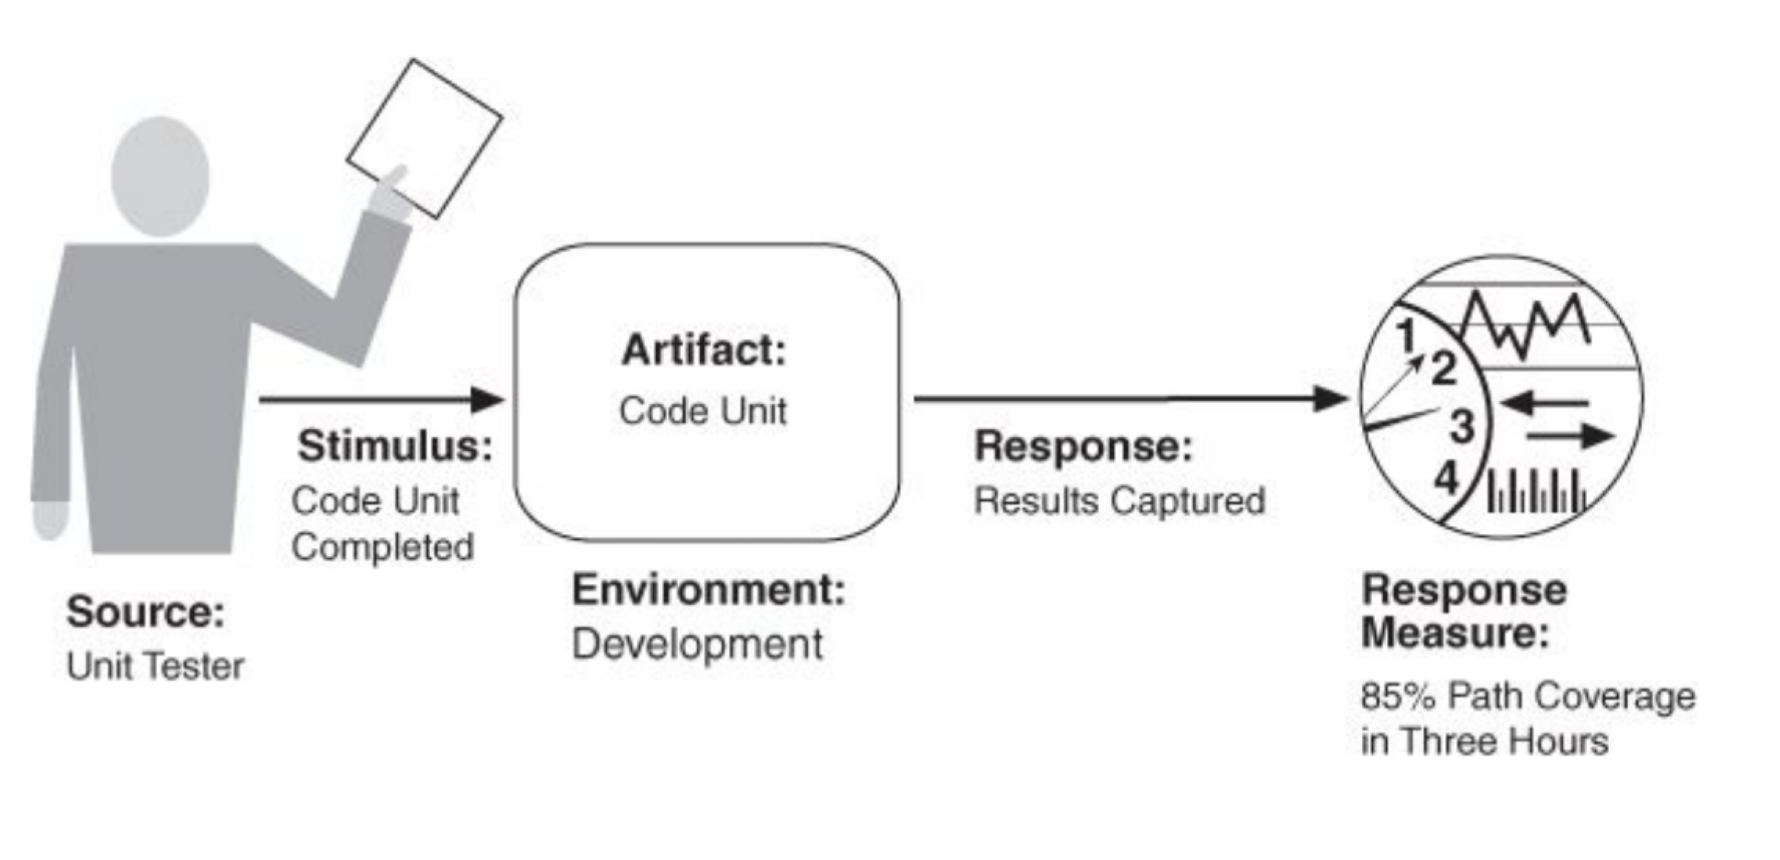 Source:
Unit Tester
Stimulus:
Code Unit
Completed
Artifact:
Code Unit
Environment:
Development
Response:
Results Captured
1
2
3
4
Response
Measure:
85% Path Coverage
in Three Hours